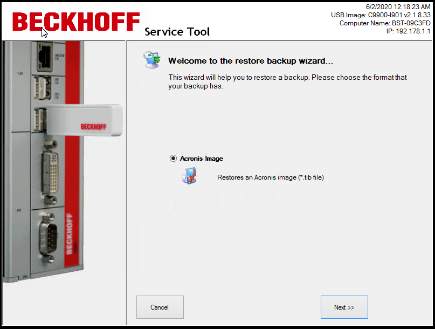 BECKHOFF Service Tool
6/2/2020 12:18:23 AM
USB Image: C9900-I901 v2.1.8.33
Computer Name: BST-09C3FD
IP: 192.178.1.1
Welcome to the restore backup wizard...
This wizard will help you to restore a backup. Please choose the format that
your backup has.
BECKHOFF
Acronis Image
Restores an Acronis image (*.tib file)
BECKHOFF
Cancel
Next >>